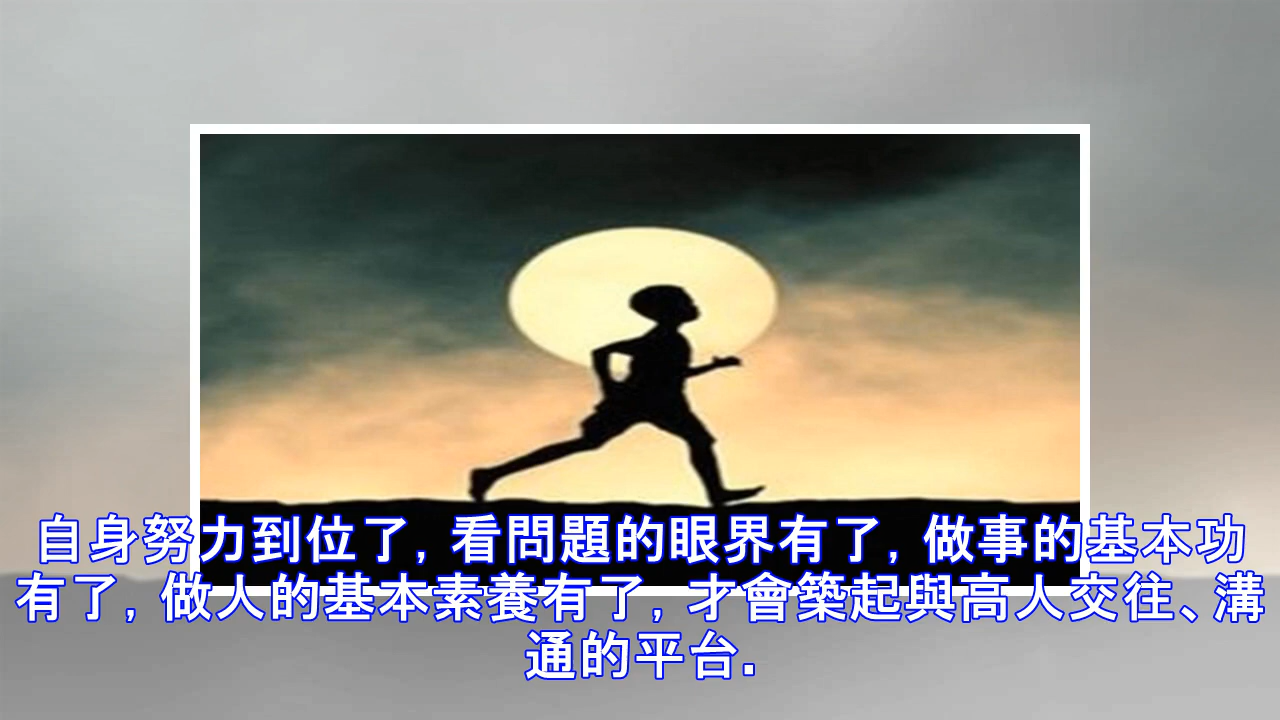 自身努力到位了, 看問題的眼界有了, 做事的基本功
有了, 做人的基本素養有了, 才會築起與高人交往、溝
通的平台.